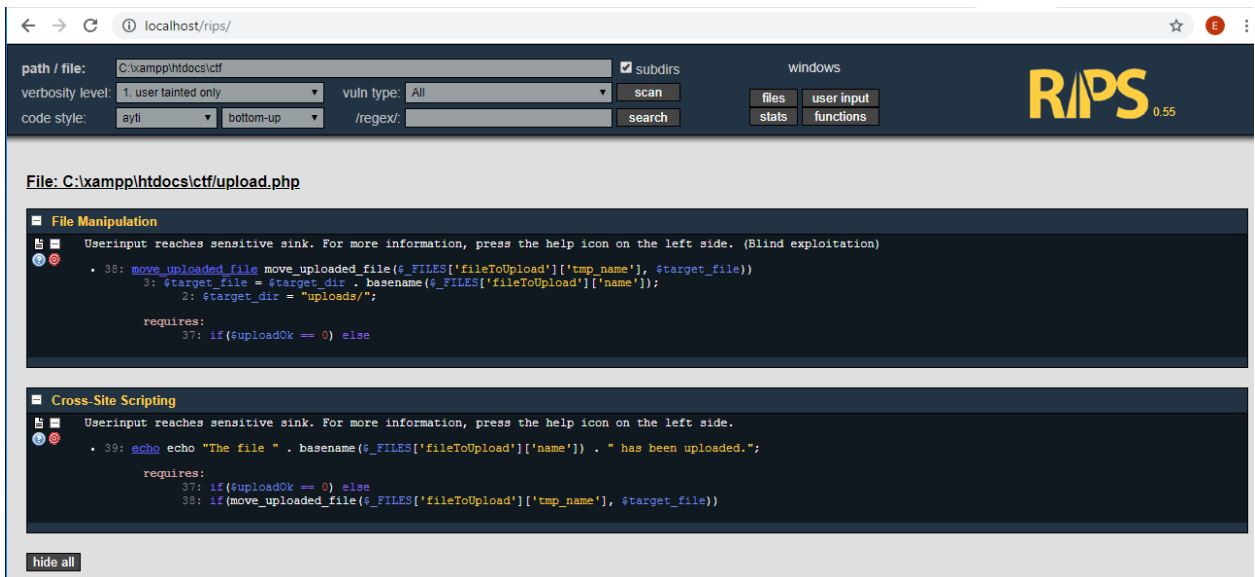 localhost/rips/
E
path / file: C:\xampp\htdocs\ctf subdirs windows
verbosity level: 1. user tainted only vuln type: All scan files user input
code style: ayti bottom-up /regex/: search stats functions
RIPS 0.55
File: C:\xampp\htdocs\ctf/upload.php
File Manipulation
Userinput reaches sensitive sink. For more information, press the help icon on the left side. (Blind exploitation)
• 38: move_uploaded_file move_uploaded_file($_FILES['fileToUpload']['tmp_name'], $target_file))
3: $target_file = $target_dir . basename($_FILES['fileToUpload']['name']);
2: $target_dir = "uploads/";
requires:
37: if($uploadOk == 0) else
Cross-Site Scripting
Userinput reaches sensitive sink. For more information, press the help icon on the left side.
• 39: echo echo "The file " . basename($_FILES['fileToUpload']['name']) . " has been uploaded.";
requires:
37: if($uploadOk == 0) else
38: if(move_uploaded_file($_FILES['fileToUpload']['tmp_name'], $target_file))
hide all